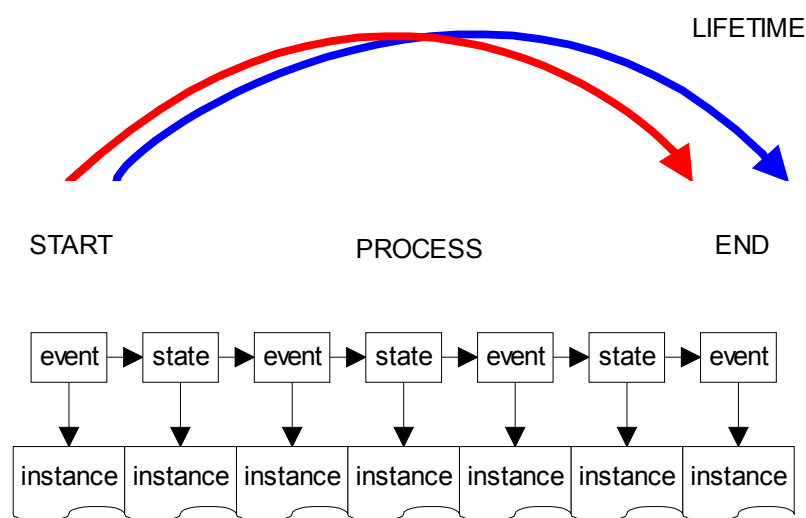 LIFETIME
START PROCESS END
event state event state event state event
instance instance instance instance instance instance instance